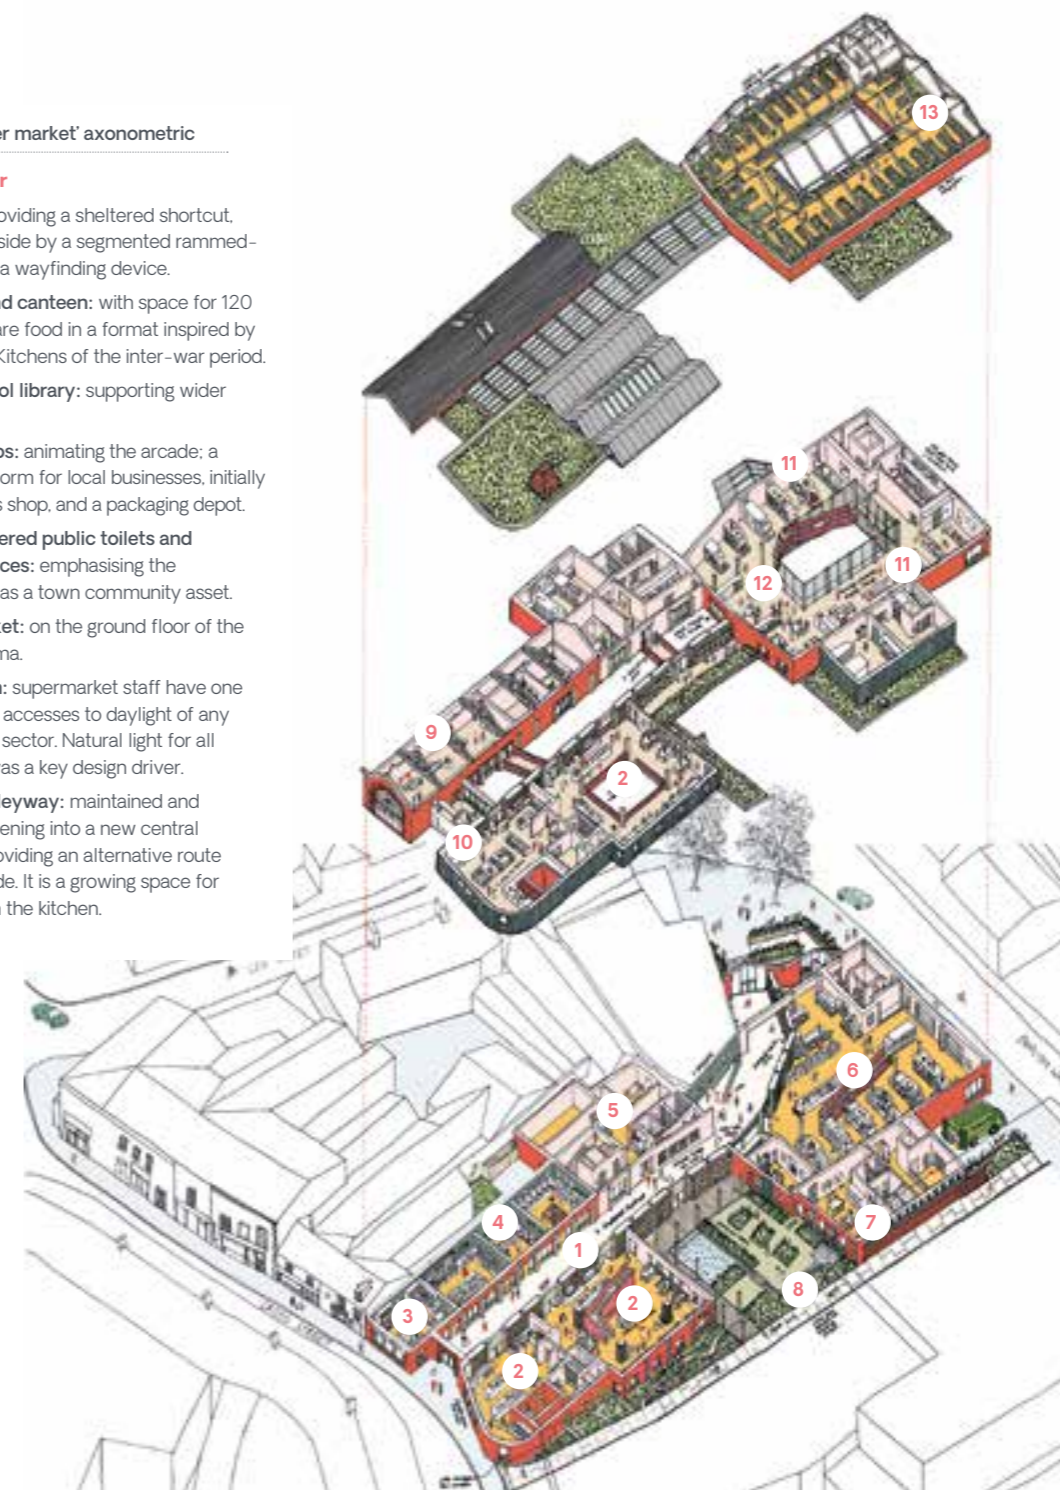 er market' axonometric
r
oviding a sheltered shortcut,
side by a segmented rammed-
a wayfinding device.
d canteen: with space for 120
are food in a format inspired by
Kitchens of the inter-war period.
ol library: supporting wider
os: animating the arcade; a
orm for local businesses, initially
s shop, and a packaging depot.
ered public toilets and
ces: emphasising the
as a town community asset.
ket: on the ground floor of the
ma.
n: supermarket staff have one
accesses to daylight of any
sector. Natural light for all
as a key design driver.
leyway: maintained and
ening into a new central
oviding an alternative route
de. It is a growing space for
the kitchen.
13
11
11
12
9
2
10
6
5
7
4
1
8
2
3
2